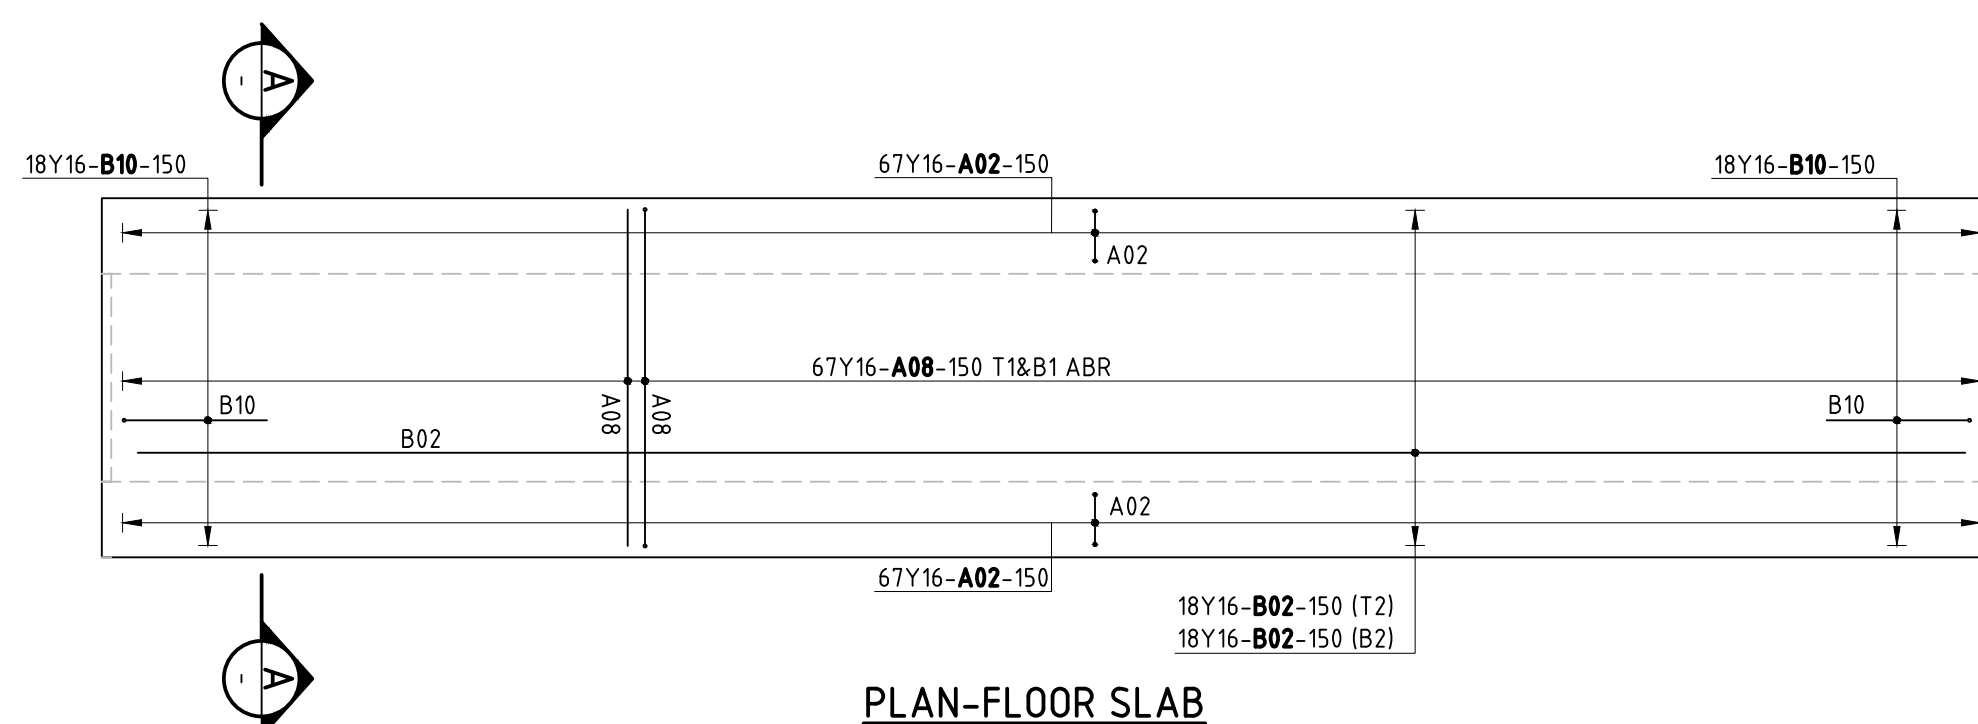 A
-
18Y16-B10-150
67Y16-A02-150
18Y16-B10-150
A02
67Y16-A08-150 T1&B1 ABR
A08
A08
B10
B10
B02
A02
67Y16-A02-150
18Y16-B02-150 (T2)
18Y16-B02-150 (B2)
A
-
PLAN-FLOOR SLAB